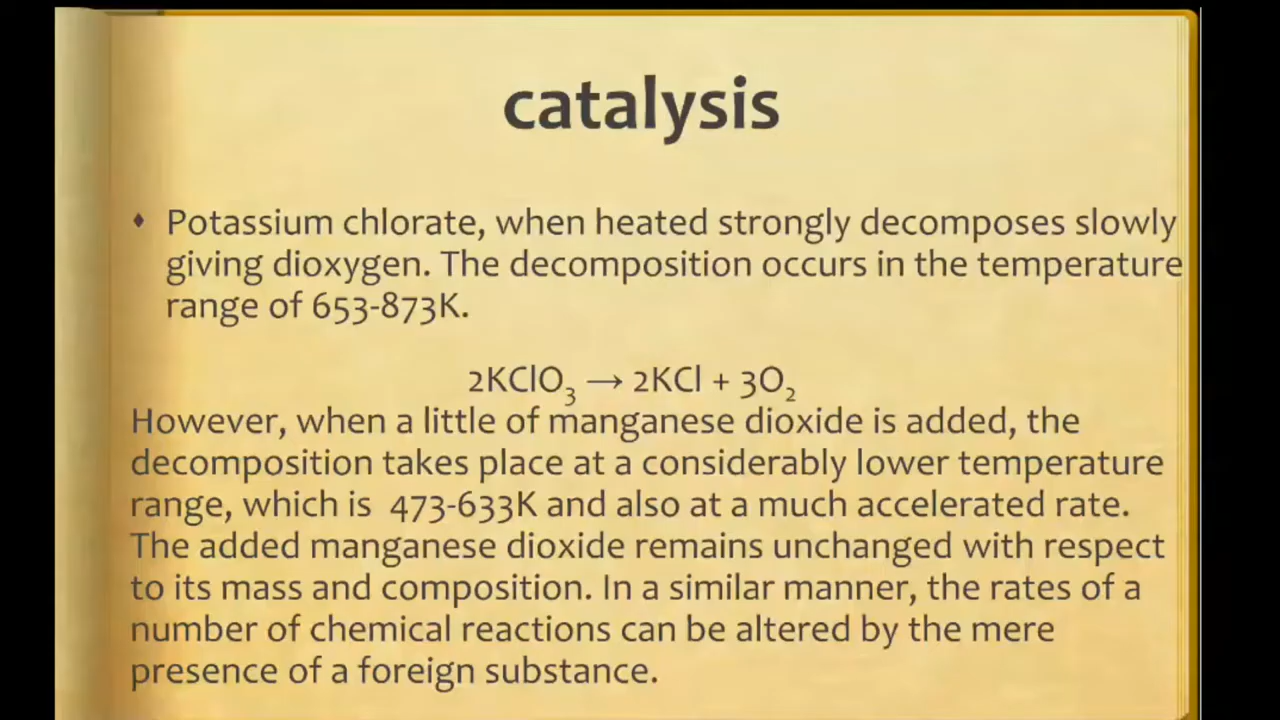 catalysis
♦ Potassium chlorate, when heated strongly decomposes slowly
giving dioxygen. The decomposition occurs in the temperature
range of 653-873K.
2KClO₃ → 2KCl + 3O₂
However, when a little of manganese dioxide is added, the
decomposition takes place at a considerably lower temperature
range, which is 473-633K and also at a much accelerated rate.
The added manganese dioxide remains unchanged with respect
to its mass and composition. In a similar manner, the rates of a
number of chemical reactions can be altered by the mere
presence of a foreign substance.